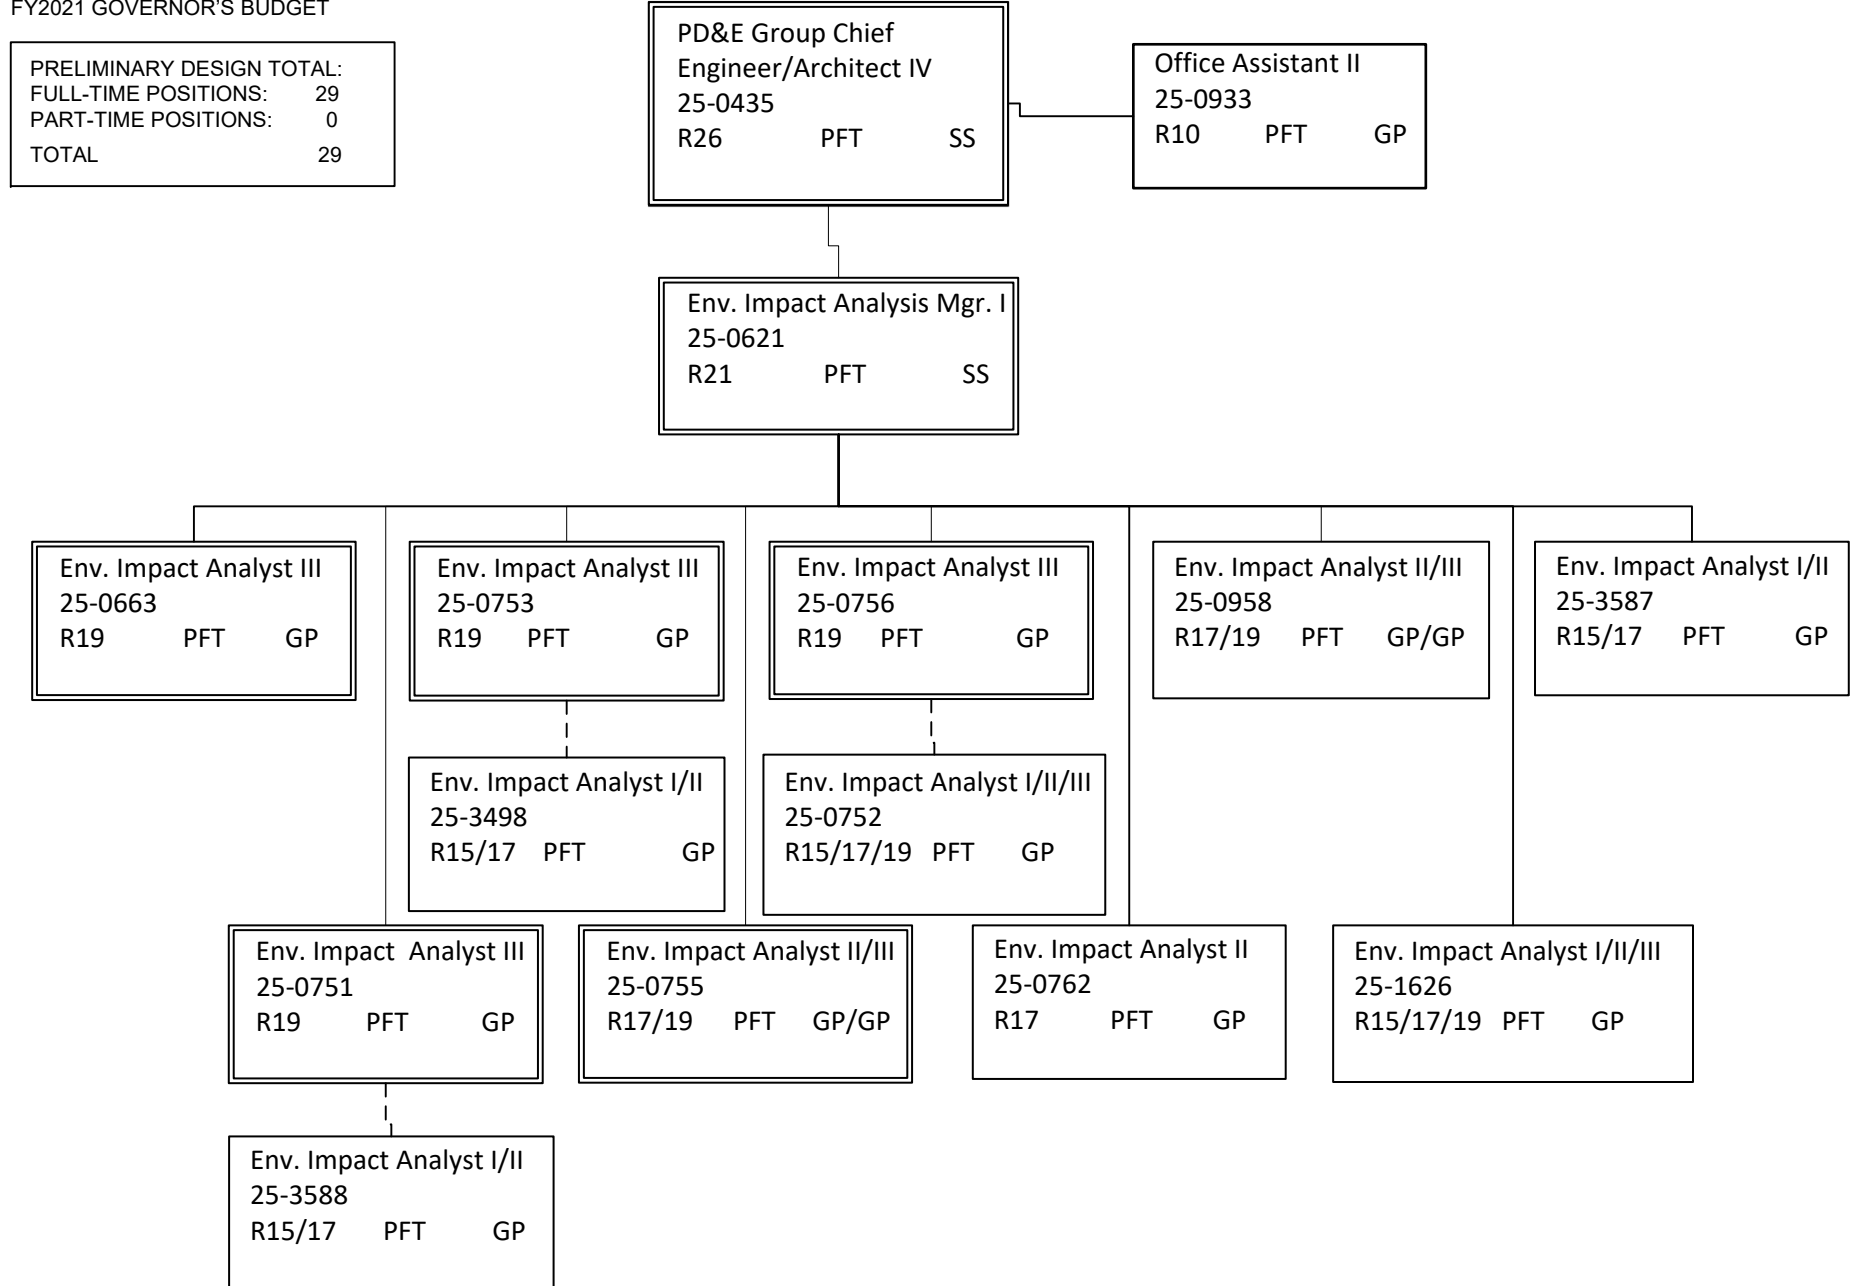 FY2021 GOVERNOR'S BUDGET
PRELIMINARY DESIGN TOTAL:
FULL-TIME POSITIONS: 29
PART-TIME POSITIONS: 0
TOTAL 29
PD&E Group Chief
Engineer/Architect IV
25-0435
R26 PFT SS
Office Assistant II
25-0933
R10 PFT GP
Env. Impact Analysis Mgr. I
25-0621
R21 PFT SS
Env. Impact Analyst III
25-0663
R19 PFT GP
Env. Impact Analyst III
25-0753
R19 PFT GP
Env. Impact Analyst III
25-0756
R19 PFT GP
Env. Impact Analyst II/III
25-0958
R17/19 PFT GP/GP
Env. Impact Analyst I/II
25-3587
R15/17 PFT GP
Env. Impact Analyst I/II
25-3498
R15/17 PFT GP
Env. Impact Analyst I/II/III
25-0752
R15/17/19 PFT GP
Env. Impact Analyst III
25-0751
R19 PFT GP
Env. Impact Analyst II/III
25-0755
R17/19 PFT GP/GP
Env. Impact Analyst II
25-0762
R17 PFT GP
Env. Impact Analyst I/II/III
25-1626
R15/17/19 PFT GP
Env. Impact Analyst I/II
25-3588
R15/17 PFT GP